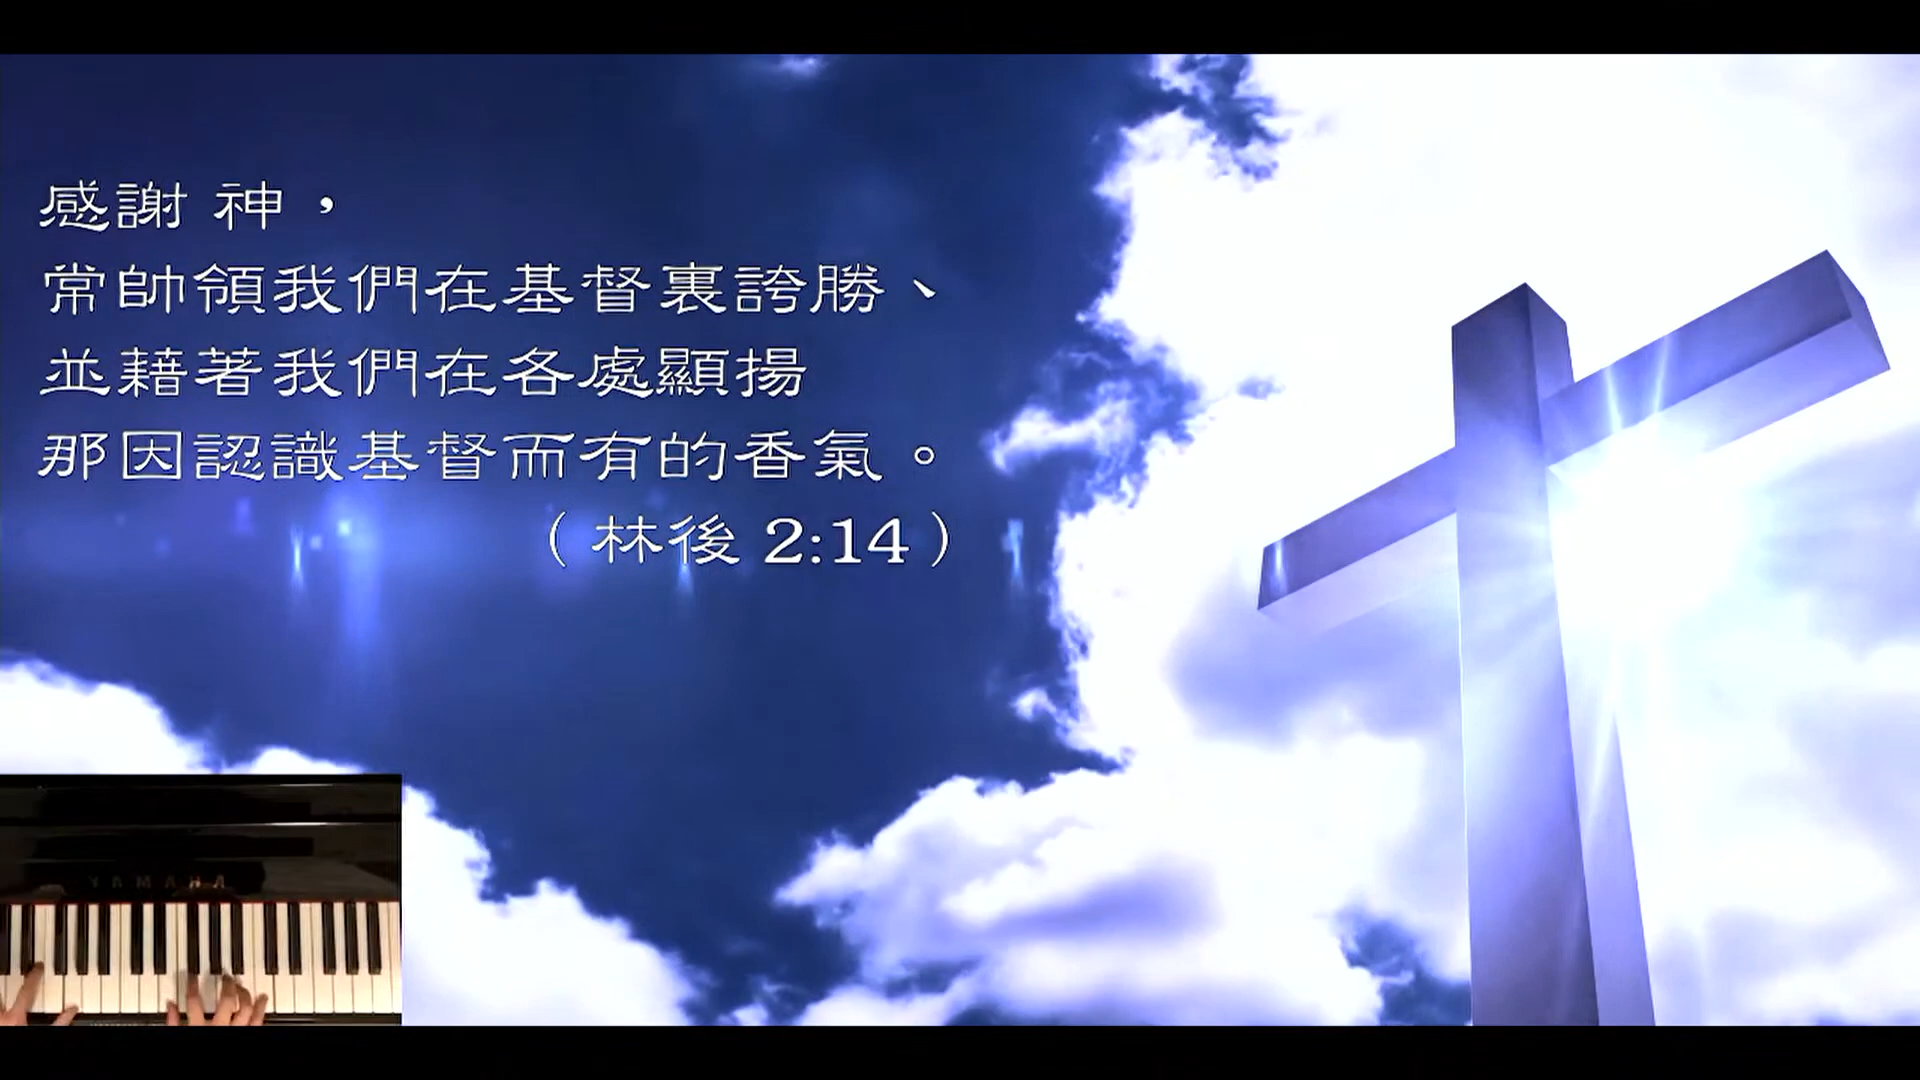 感謝 神，
常帥領我們在基督裏誇勝、
並藉著我們在各處顯揚
那因認識基督而有的香氣。
（林後 2:14）
YAMAHA